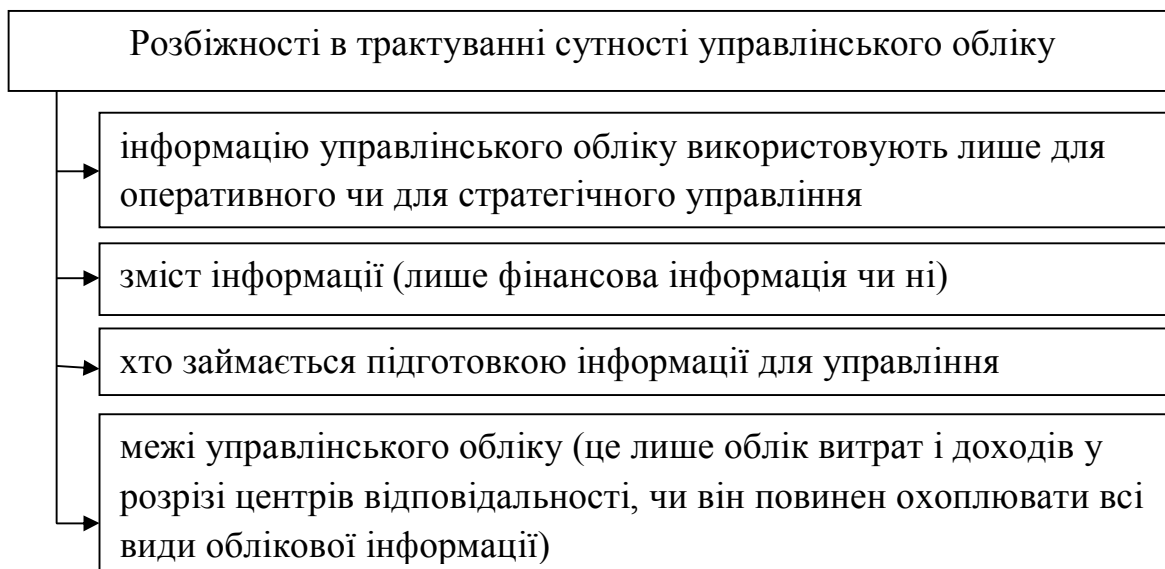 Розбіжності в трактуванні сутності управлінського обліку
інформацію управлінського обліку використовують лише для
оперативного чи для стратегічного управління
зміст інформації (лише фінансова інформація чи ні)
хто займається підготовкою інформації для управління
межі управлінського обліку (це лише облік витрат і доходів у
розрізі центрів відповідальності, чи він повинен охоплювати всі
види облікової інформації)